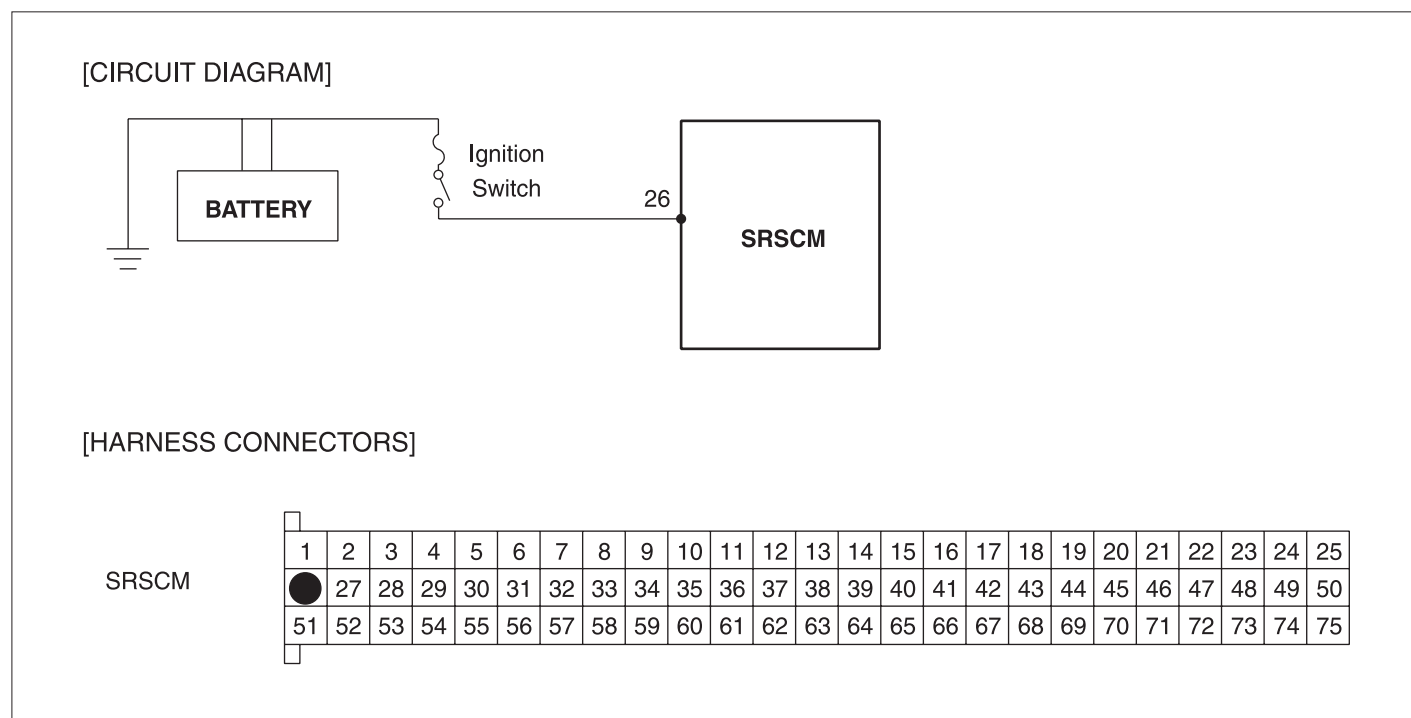 [CIRCUIT DIAGRAM]
Ignition
Switch
BATTERY
26
SRSCM
[HARNESS CONNECTORS]
SRSCM
1 2 3 4 5 6 7 8 9 10 11 12 13 14 15 16 17 18 19 20 21 22 23 24 25
27 28 29 30 31 32 33 34 35 36 37 38 39 40 41 42 43 44 45 46 47 48 49 50
51 52 53 54 55 56 57 58 59 60 61 62 63 64 65 66 67 68 69 70 71 72 73 74 75